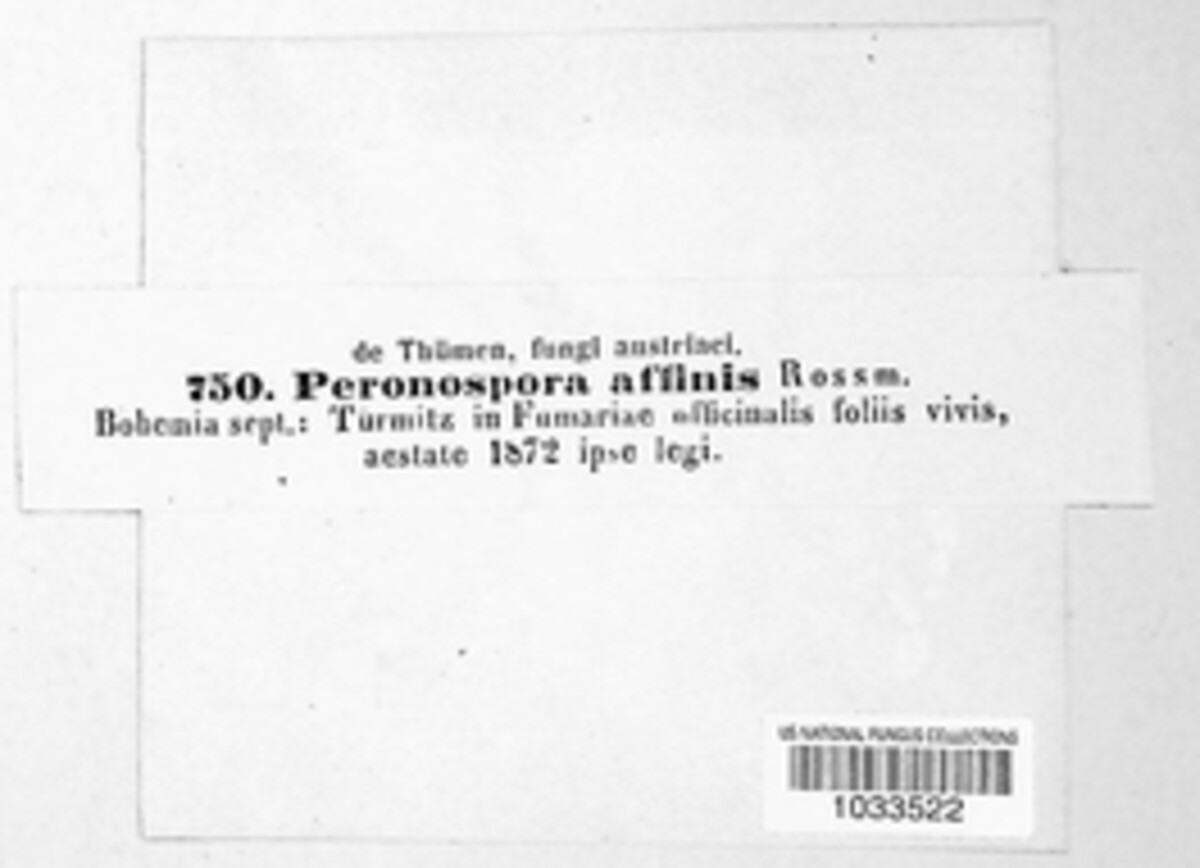 de Thümen, fungi austriaci.
750. Peronospora affinis Rossm.
Bohemia sept.: Türmitz in Fumariae officinalis foliis vivis,
aestate 1872 ipse legi.
US NATIONAL FUNGUS COLLECTIONS
1033522